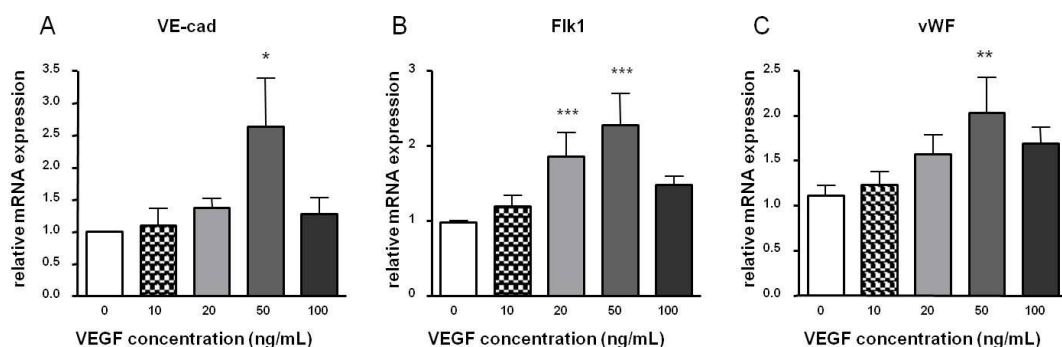 A
VE-cad
relative mRNA expression
3.5
3.0
2.5
2.0
1.5
1.0
0.5
0.0
*
0 10 20 50 100
VEGF concentration (ng/mL)
B
Flk1
relative mRNA expression
3
2
1
0
***
***
0 10 20 50 100
VEGF concentration (ng/mL)
C
vWF
relative mRNA expression
2.5
2.0
1.5
1.0
0.5
0.0
**
0 10 20 50 100
VEGF concentration (ng/mL)